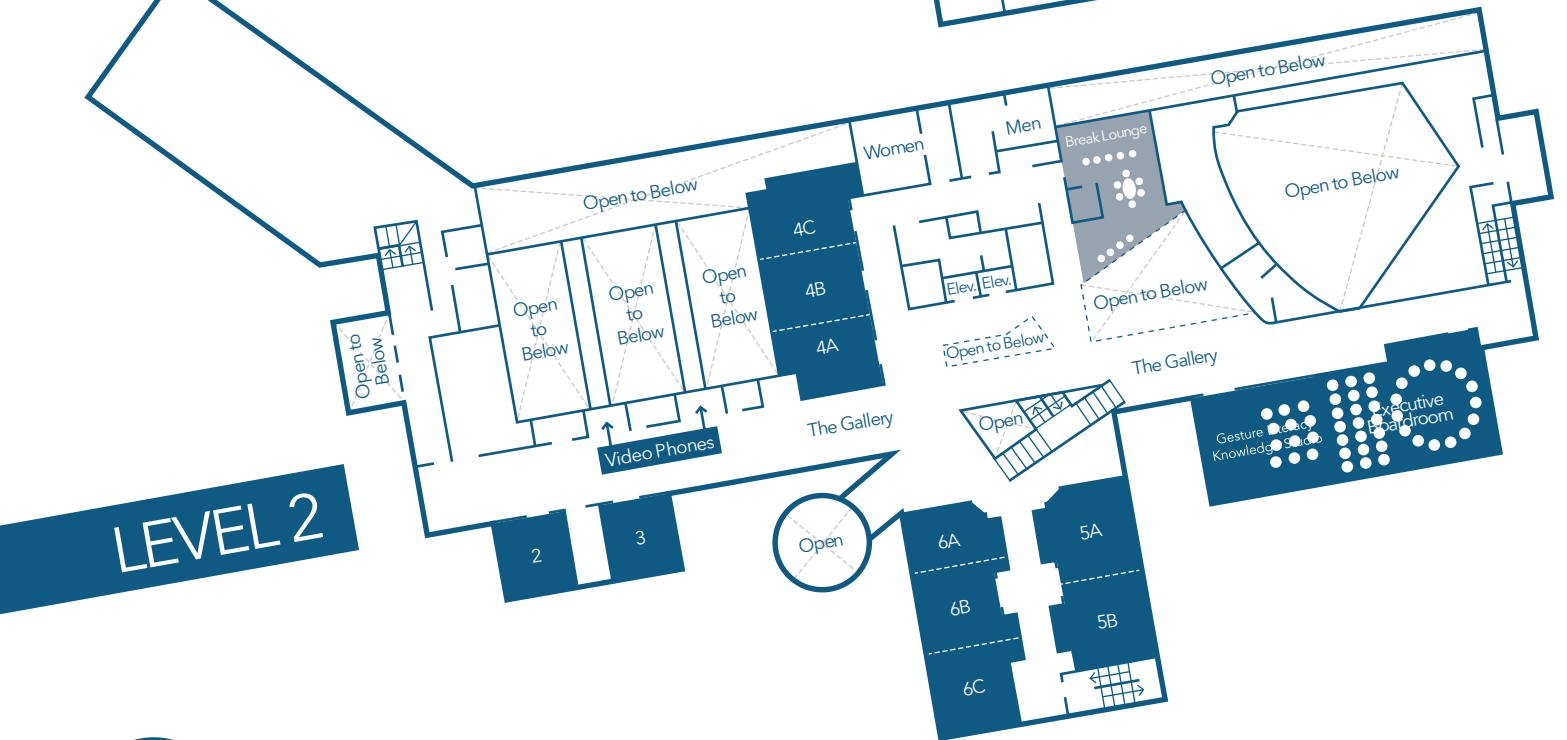 Open to Below
Men
Break Lounge
Women
Open to Below
Open to Below
4C
4B
4A
Open
to
Below
Open
to
Below
Open
to
Below
Elev.
Elev.
Open to Below
Open to Below
Open to
Below
The Gallery
The Gallery
Open
Video Phones
Executive
Boardroom
Gesture Literacy
Knowledge Studio
LEVEL 2
2
3
Open
6A
6B
6C
5A
5B